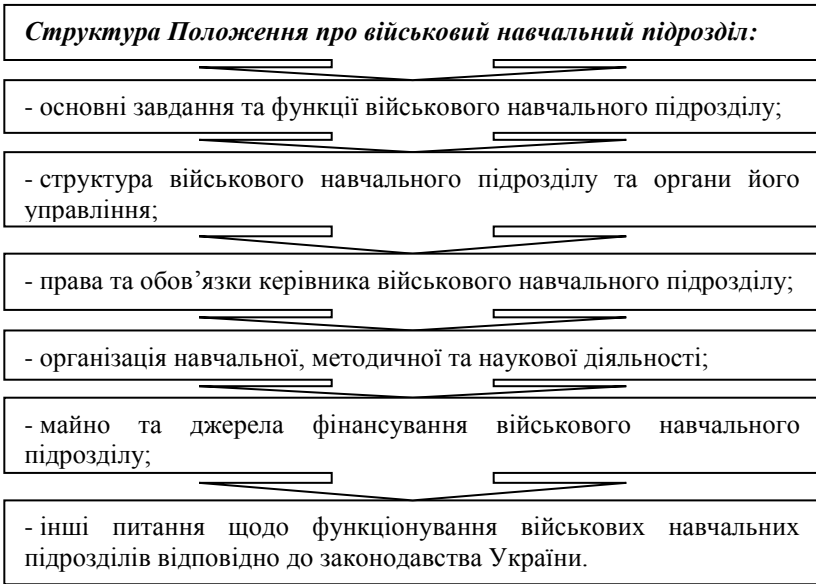 Структура Положення про військовий навчальний підрозділ:
- основні завдання та функції військового навчального підрозділу;
- структура військового навчального підрозділу та органи його
управління;
- права та обов’язки керівника військового навчального підрозділу;
- організація навчальної, методичної та наукової діяльності;
- майно та джерела фінансування військового навчального
підрозділу;
- інші питання щодо функціонування військових навчальних
підрозділів відповідно до законодавства України.